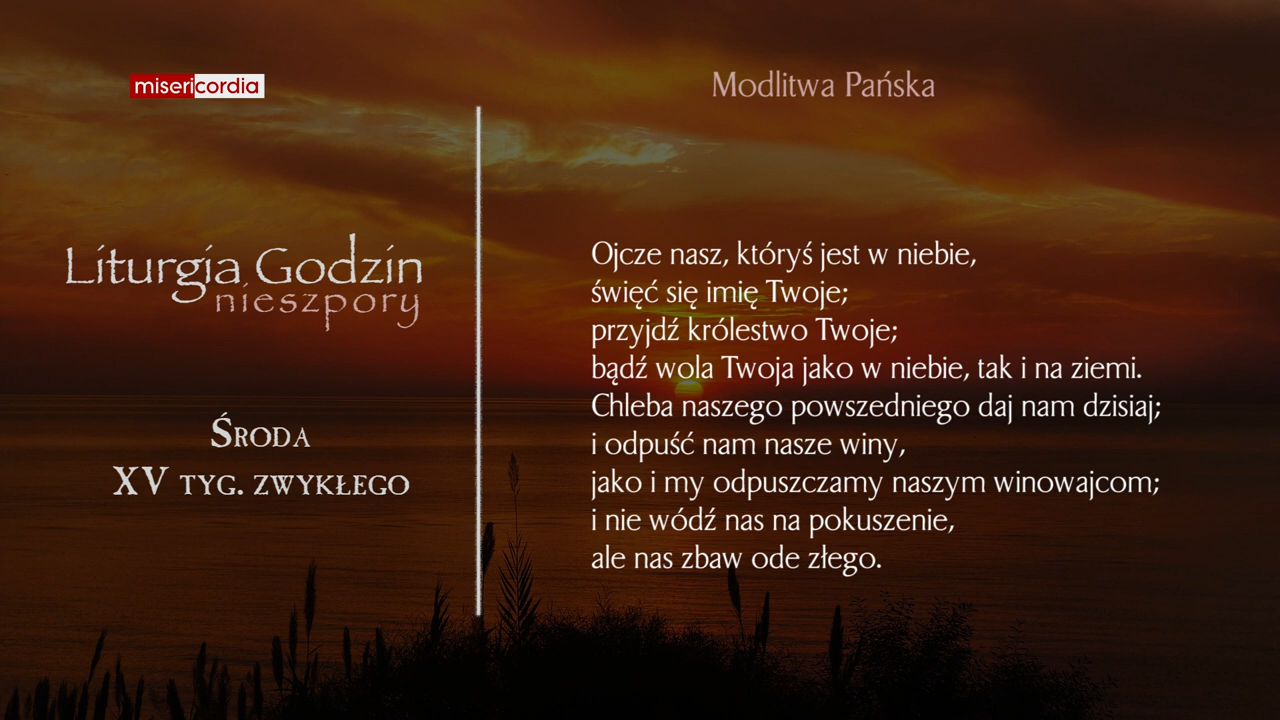 misericordia
Liturgia Godzin
nieszpory
Środa
XV tyg. zwykłego
Modlitwa Pańska
Ojcze nasz, któryś jest w niebie,
święć się imię Twoje;
przyjdź królestwo Twoje;
bądź wola Twoja jako w niebie, tak i na ziemi.
Chleba naszego powszedniego daj nam dzisiaj;
i odpuść nam nasze winy,
jako i my odpuszczamy naszym winowajcom;
i nie wódź nas na pokuszenie,
ale nas zbaw ode złego.